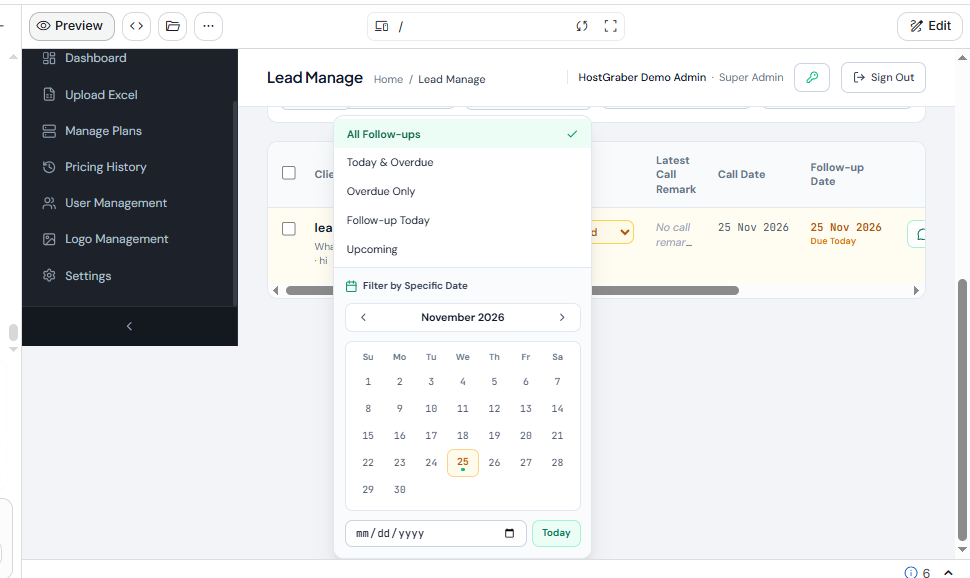 Preview
/
Edit
Dashboard
Upload Excel
Manage Plans
Pricing History
User Management
Logo Management
Settings
Lead Manage
Home / Lead Manage
HostGraber Demo Admin · Super Admin
Sign Out
All Follow-ups
Today & Overdue
Overdue Only
Follow-up Today
Upcoming
Filter by Specific Date
November 2026
Su Mo Tu We Th Fr Sa
1 2 3 4 5 6 7
8 9 10 11 12 13 14
15 16 17 18 19 20 21
22 23 24 25 26 27 28
29 30
mm/dd/yyyy
Today
Clie
Latest
Call
Remark
Call Date
Follow-up
Date
lea
Wha
· hi
d
No call
remar…
25 Nov 2026
25 Nov 2026
Due Today
6